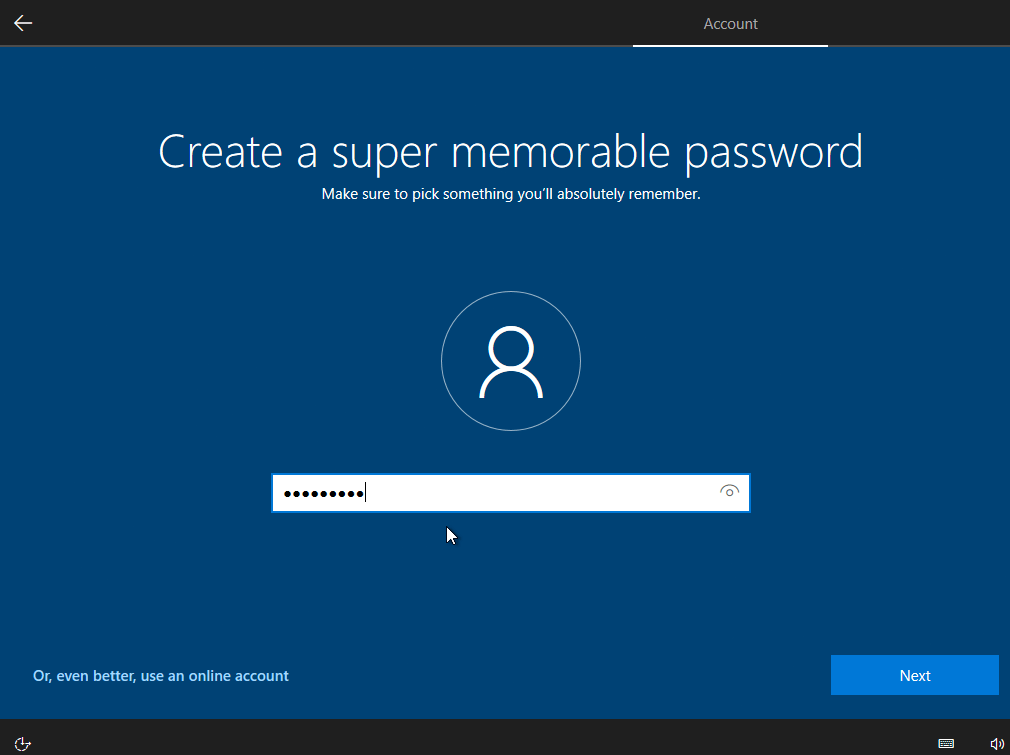 Account
Create a super memorable password
Make sure to pick something you'll absolutely remember.
•••••••••
Or, even better, use an online account
Next